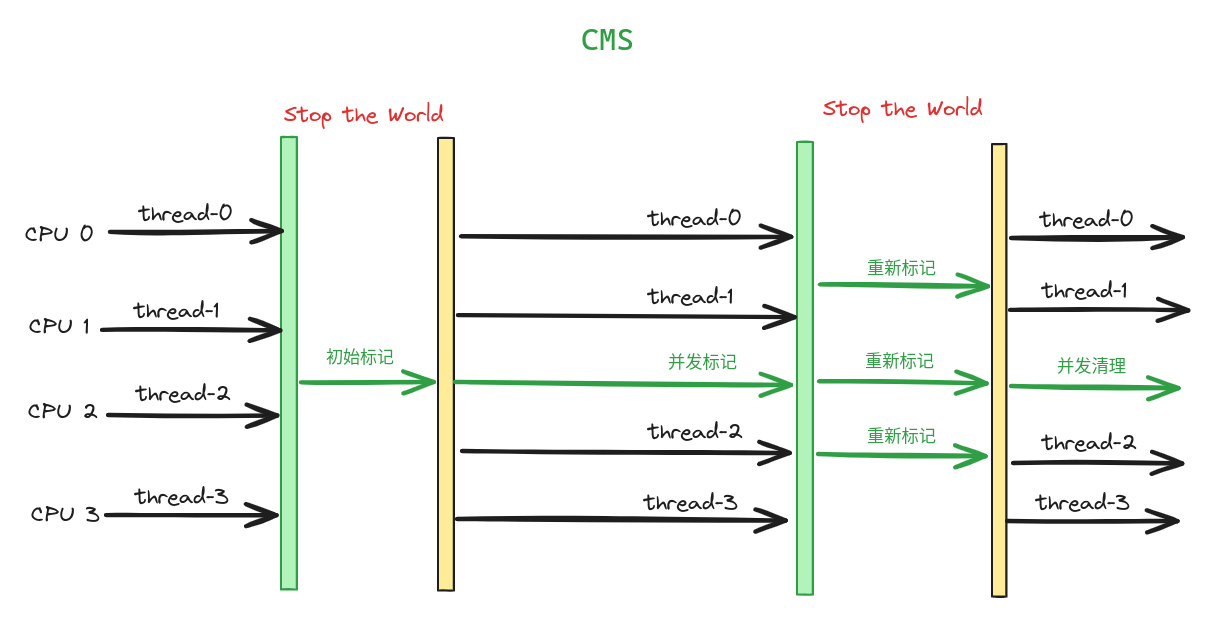 CMS
Stop the World
Stop the World
CPU 0
thread-0
thread-0
thread-0
重新标记
CPU 1
thread-1
thread-1
thread-1
初始标记
并发标记
重新标记
并发清理
CPU 2
thread-2
thread-2
重新标记
thread-2
CPU 3
thread-3
thread-3
thread-3